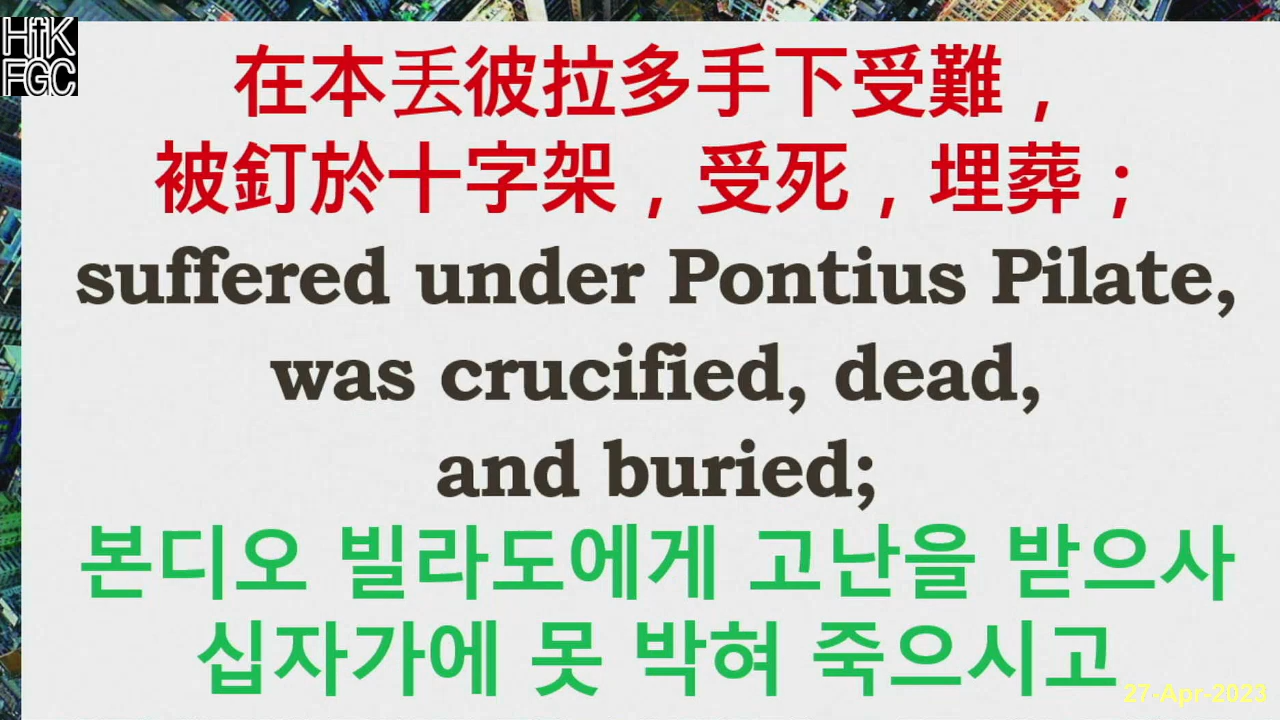 HfK
FGC
在本丟彼拉多手下受難，
被釘於十字架，受死，埋葬；
suffered under Pontius Pilate,
was crucified, dead,
and buried;
본디오 빌라도에게 고난을 받으사
십자가에 못 박혀 죽으시고
27-Apr-2023